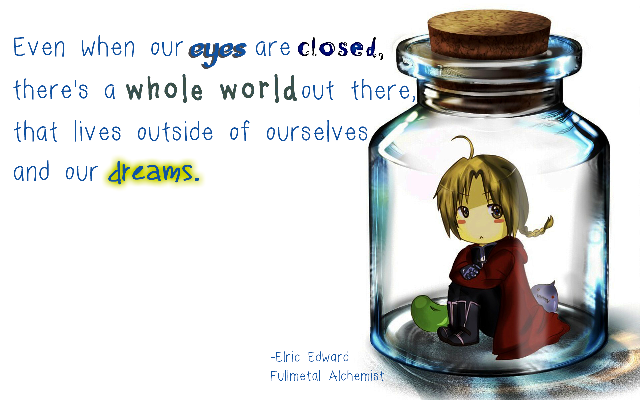 Even when our eyes are closed,
there's a whole world out there,
that lives outside of ourselves
and our dreams.
-Elric Edward
Fullmetal Alchemist